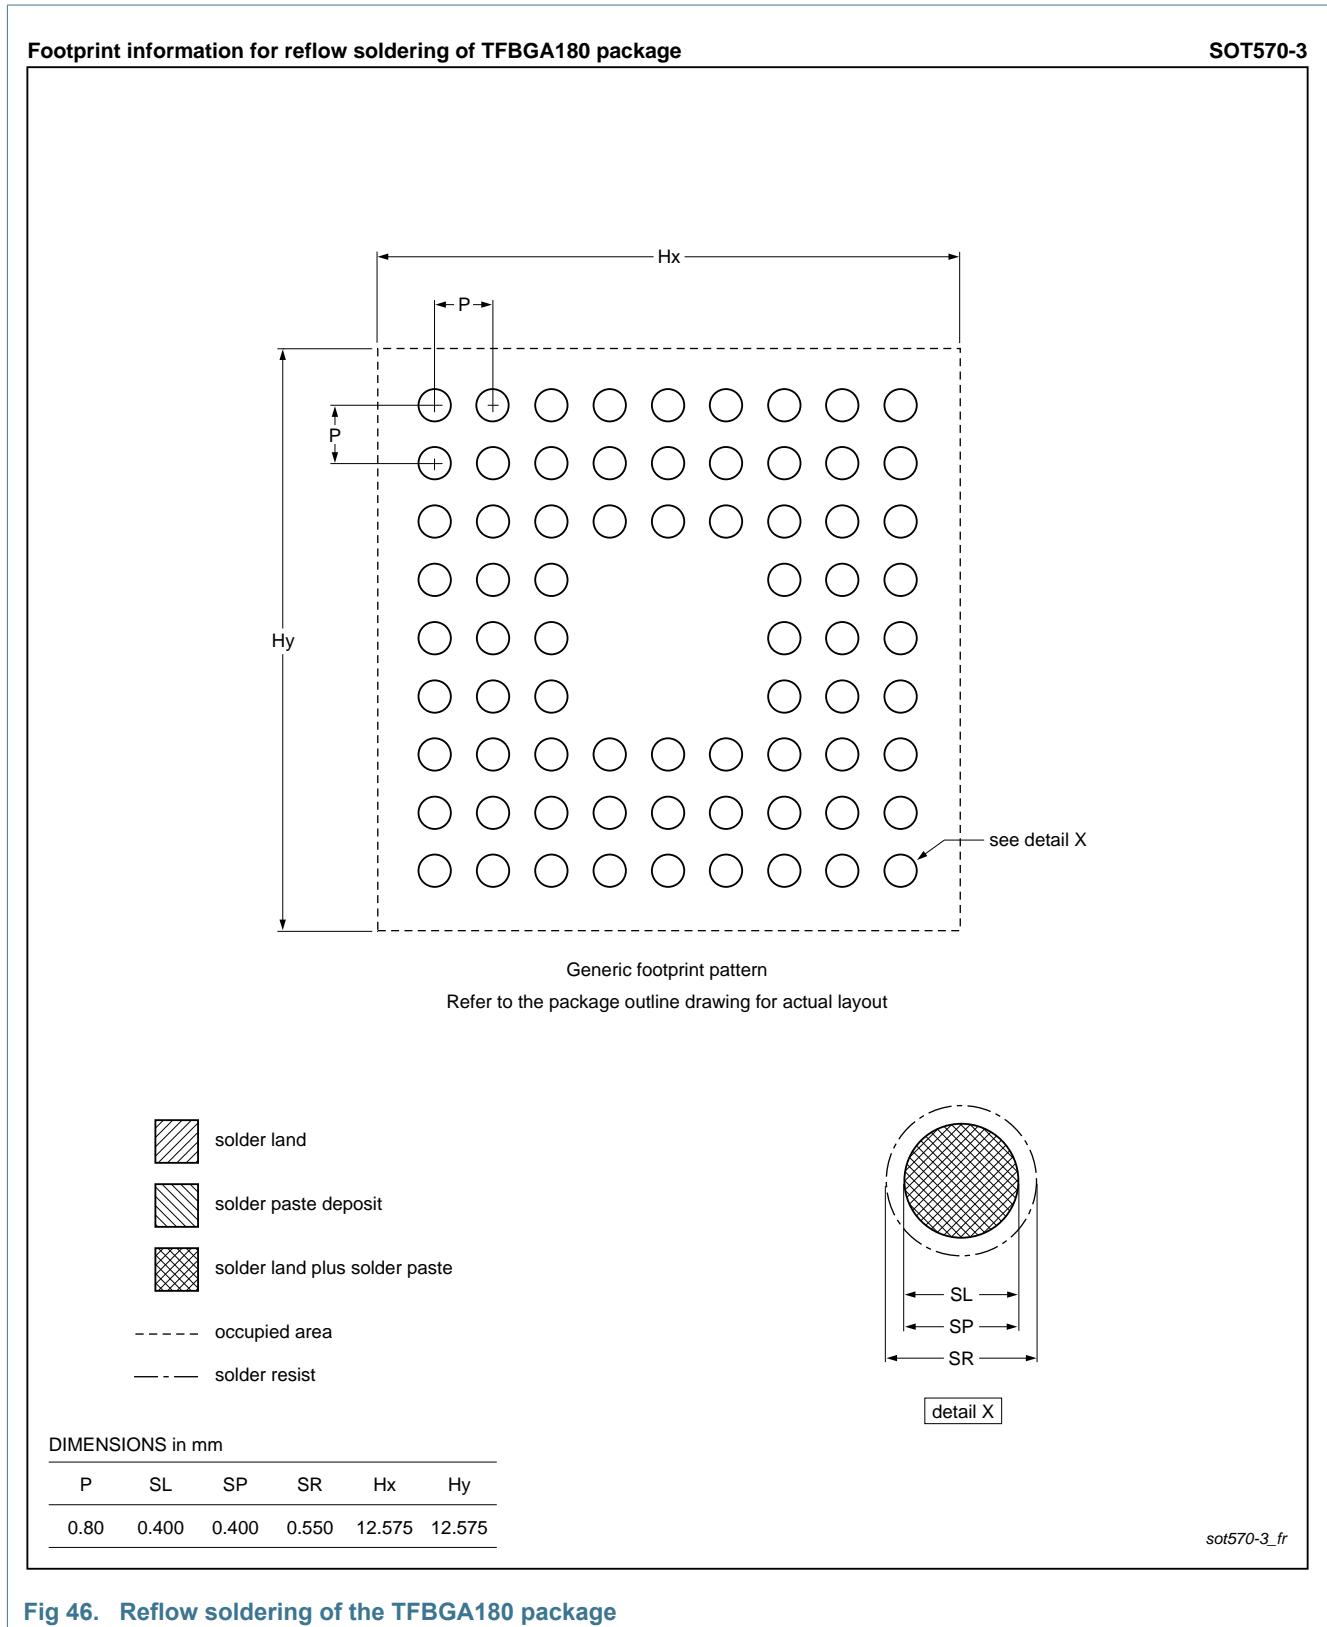 Footprint information for reflow soldering of TFBGA180 package SOT570-3
Hx
P
P
Hy
see detail X
Generic footprint pattern
Refer to the package outline drawing for actual layout
solder land
solder paste deposit
solder land plus solder paste
occupied area
solder resist
SL
SP
SR
detail X
DIMENSIONS in mm
P SL SP SR Hx Hy
0.80 0.400 0.400 0.550 12.575 12.575
sot570-3_fr
Fig 46. Reflow soldering of the TFBGA180 package